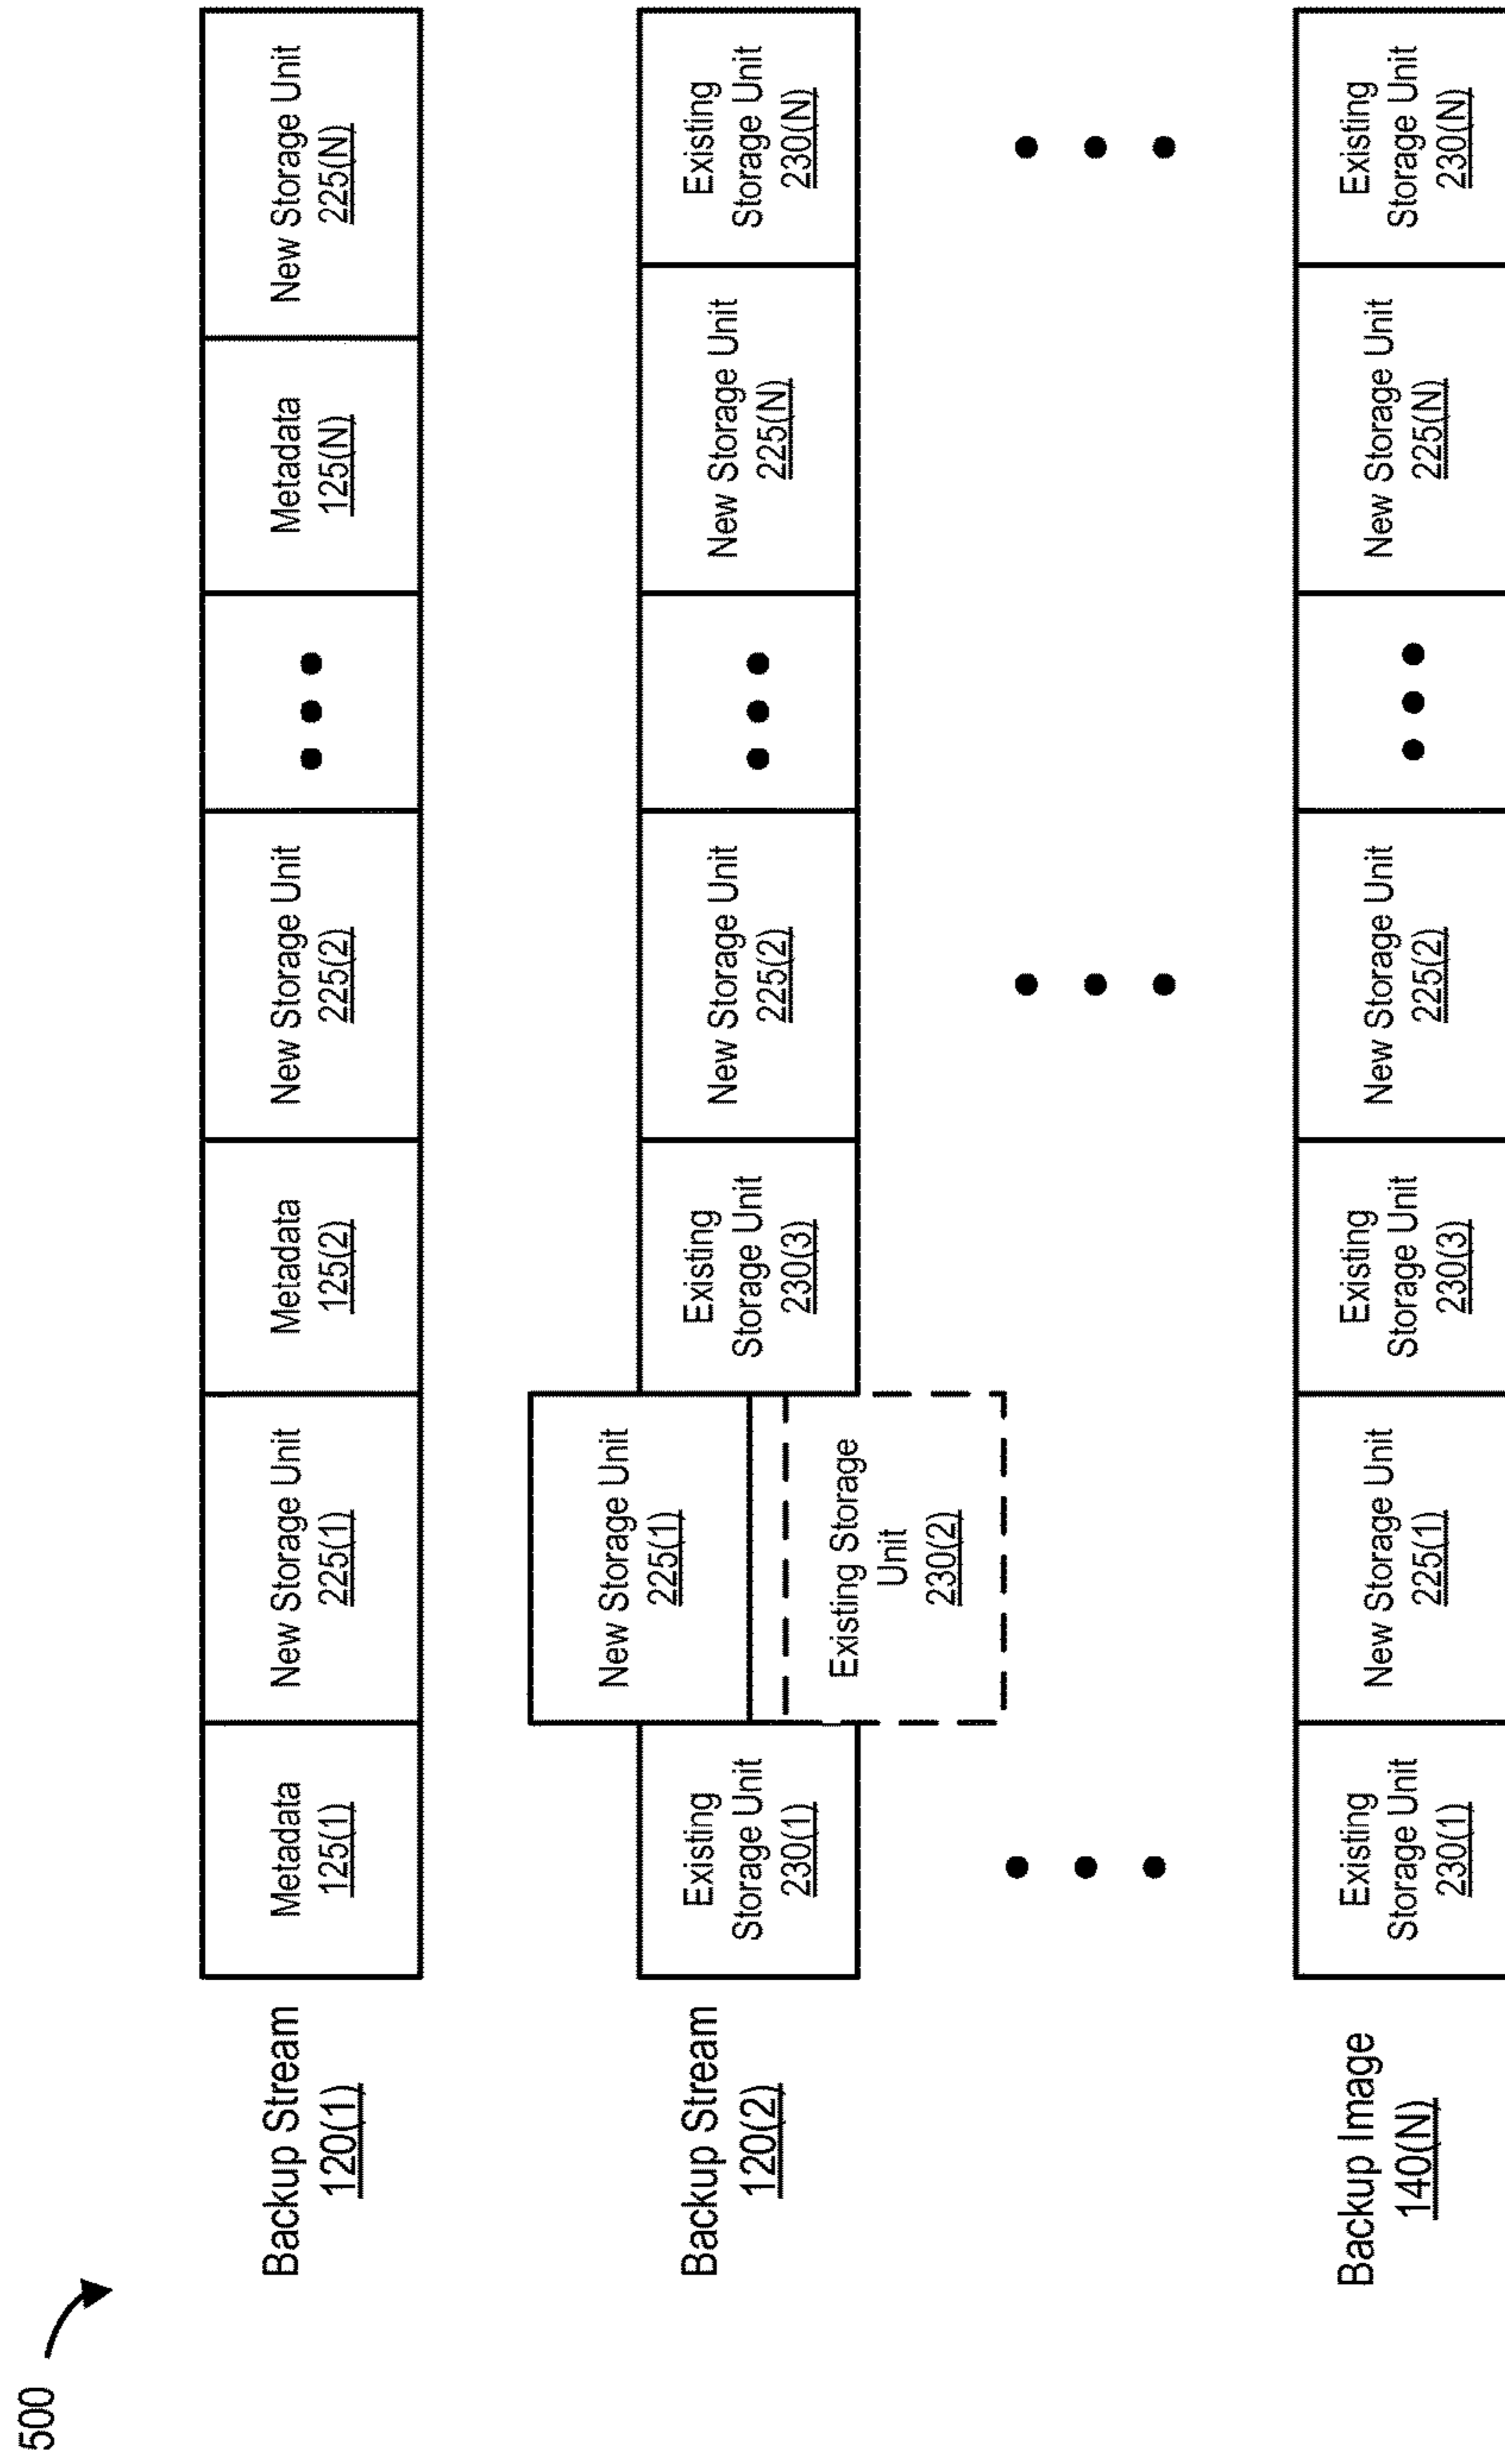 500
Backup Stream
120(1)
Metadata
125(1)
New Storage Unit
225(1)
Metadata
125(2)
New Storage Unit
225(2)
Metadata
125(N)
New Storage Unit
225(N)
Backup Stream
120(2)
Existing
Storage Unit
230(1)
New Storage Unit
225(1)
Existing Storage
Unit
230(2)
Existing
Storage Unit
230(3)
New Storage Unit
225(2)
New Storage Unit
225(N)
Existing
Storage Unit
230(N)
Backup Image
140(N)
Existing
Storage Unit
230(1)
New Storage Unit
225(1)
Existing
Storage Unit
230(3)
New Storage Unit
225(2)
New Storage Unit
225(N)
Existing
Storage Unit
230(N)